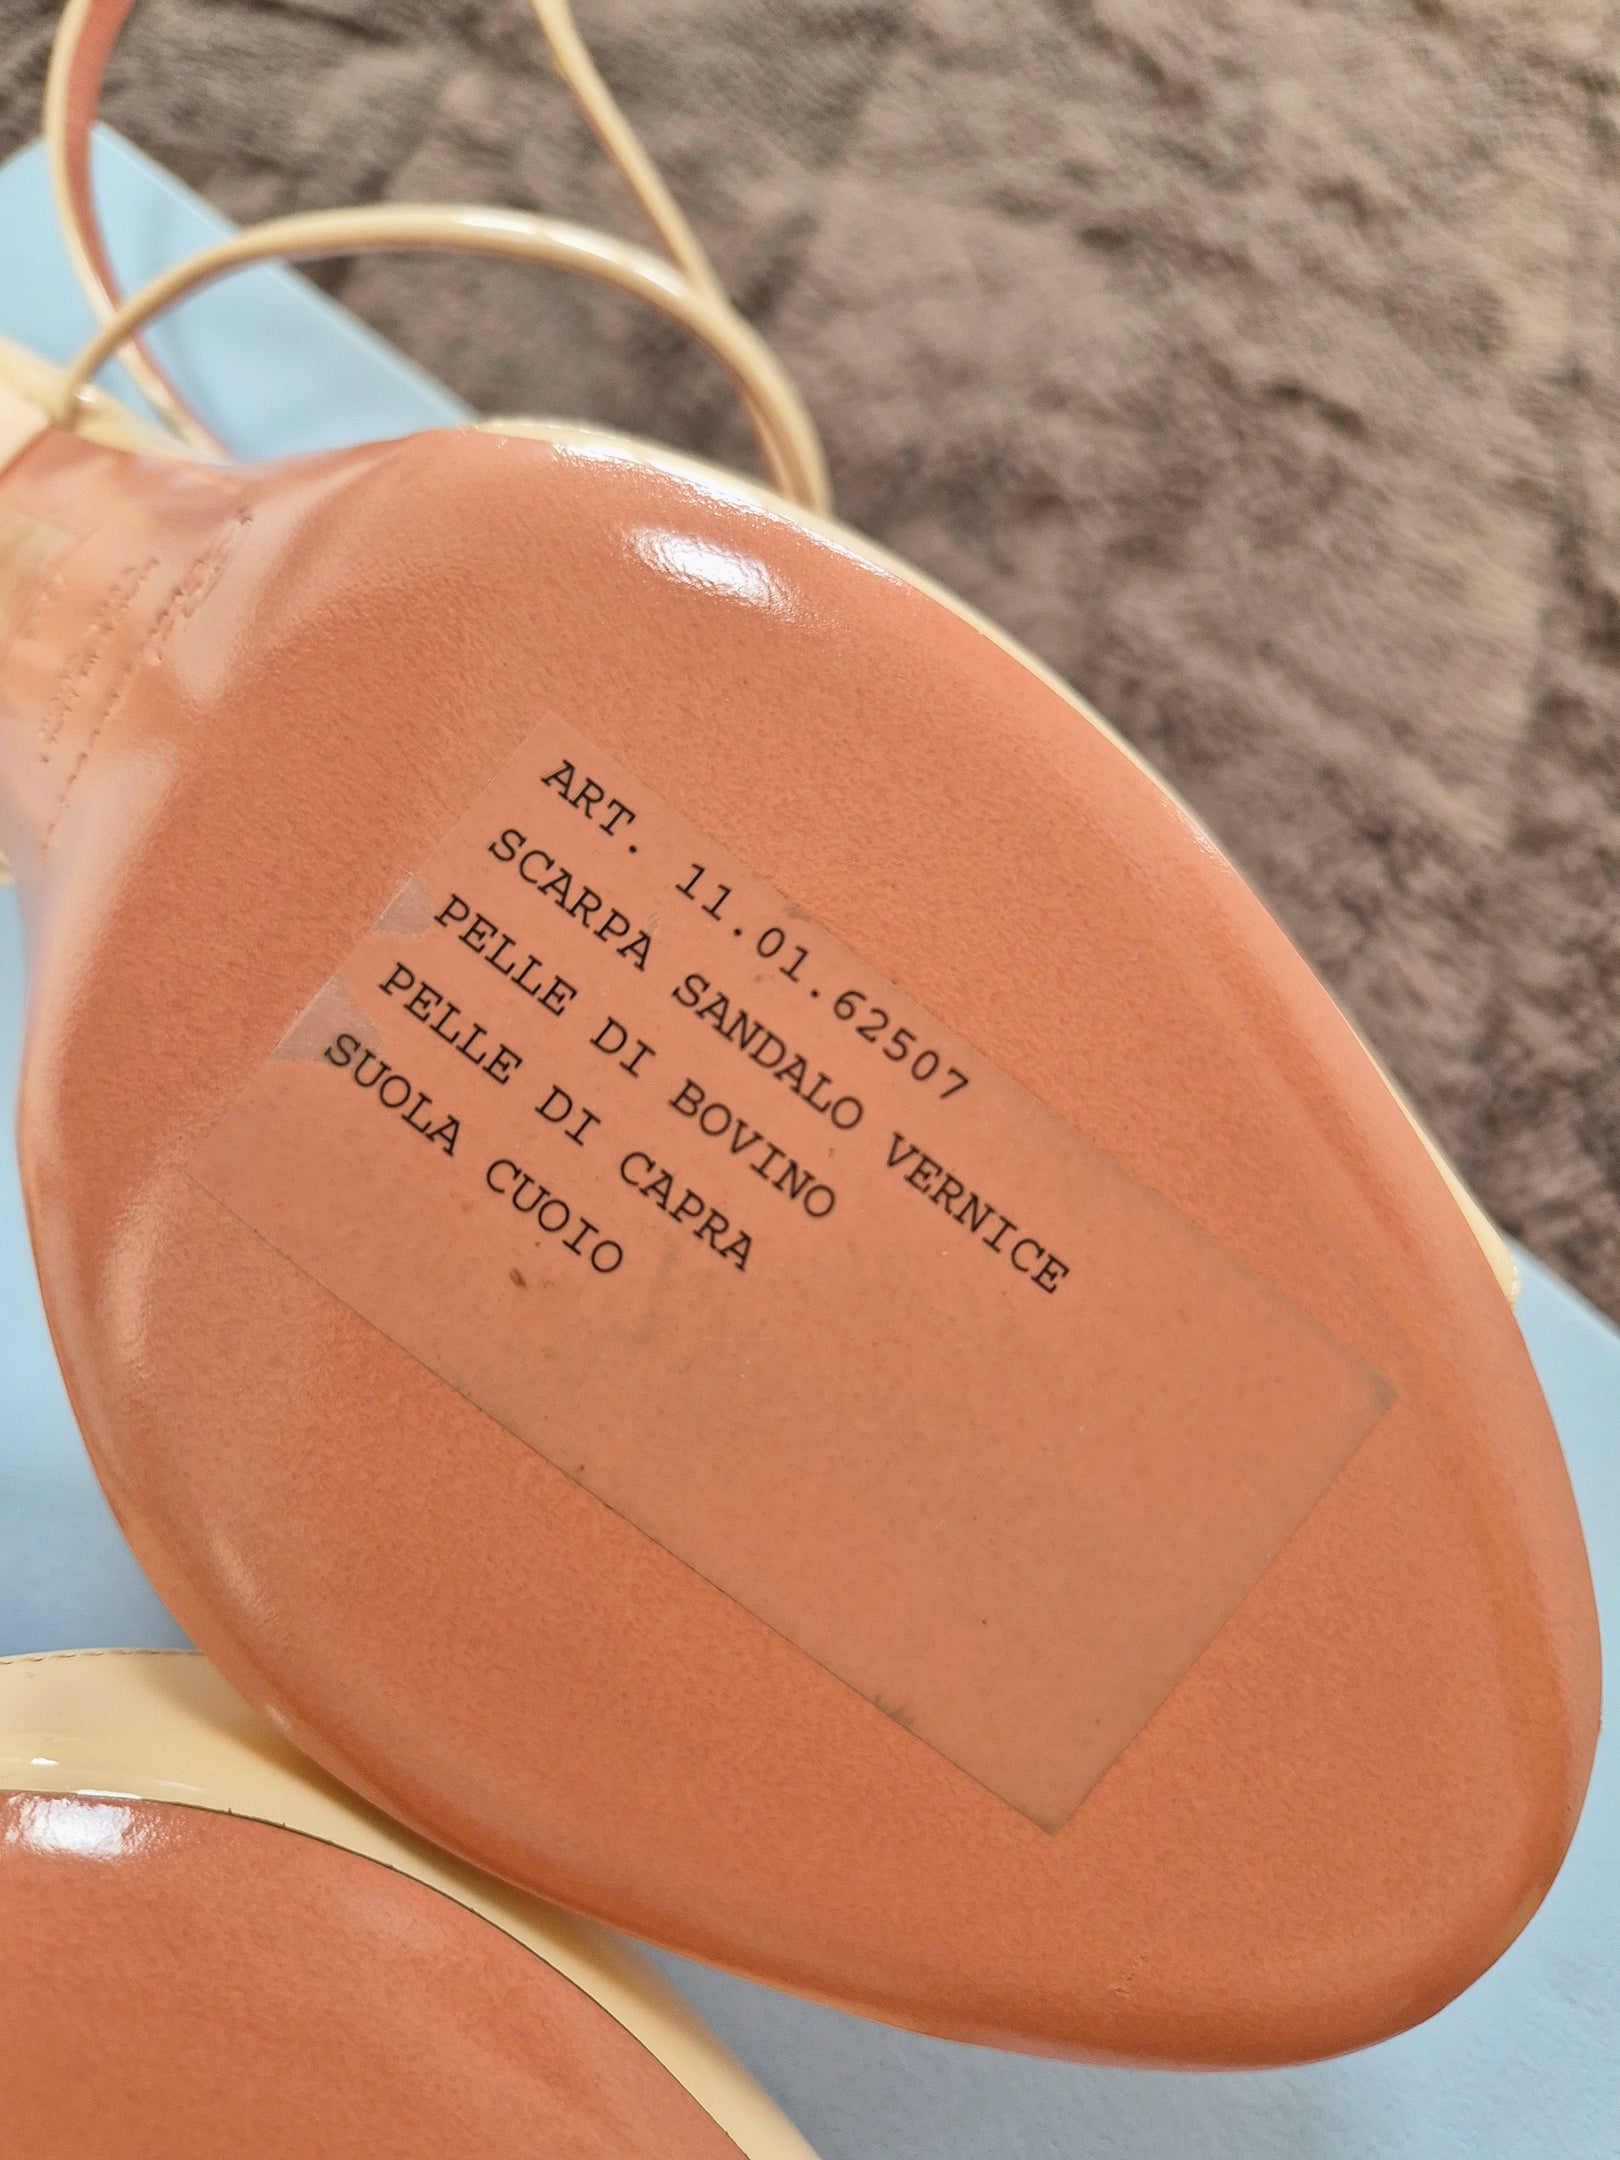 ART. 11.01.62507
SCARPA SANDALO VERNICE
PELLE DI BOVINO
PELLE DI CAPRA
SUOLA CUOIO